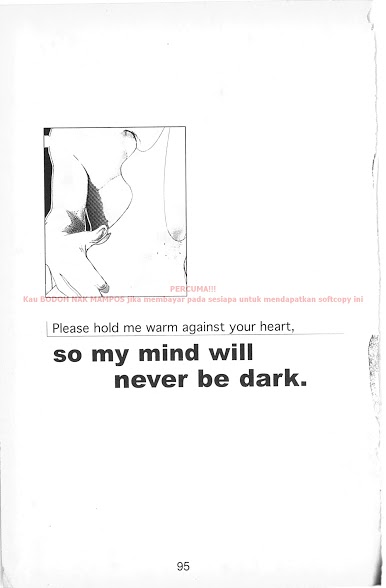 PERCUMA!!!
Kau BODOH NAK MAMPOS jika membayar pada sesiapa untuk mendapatkan softcopy ini
Please hold me warm against your heart,
so my mind will
never be dark.
95